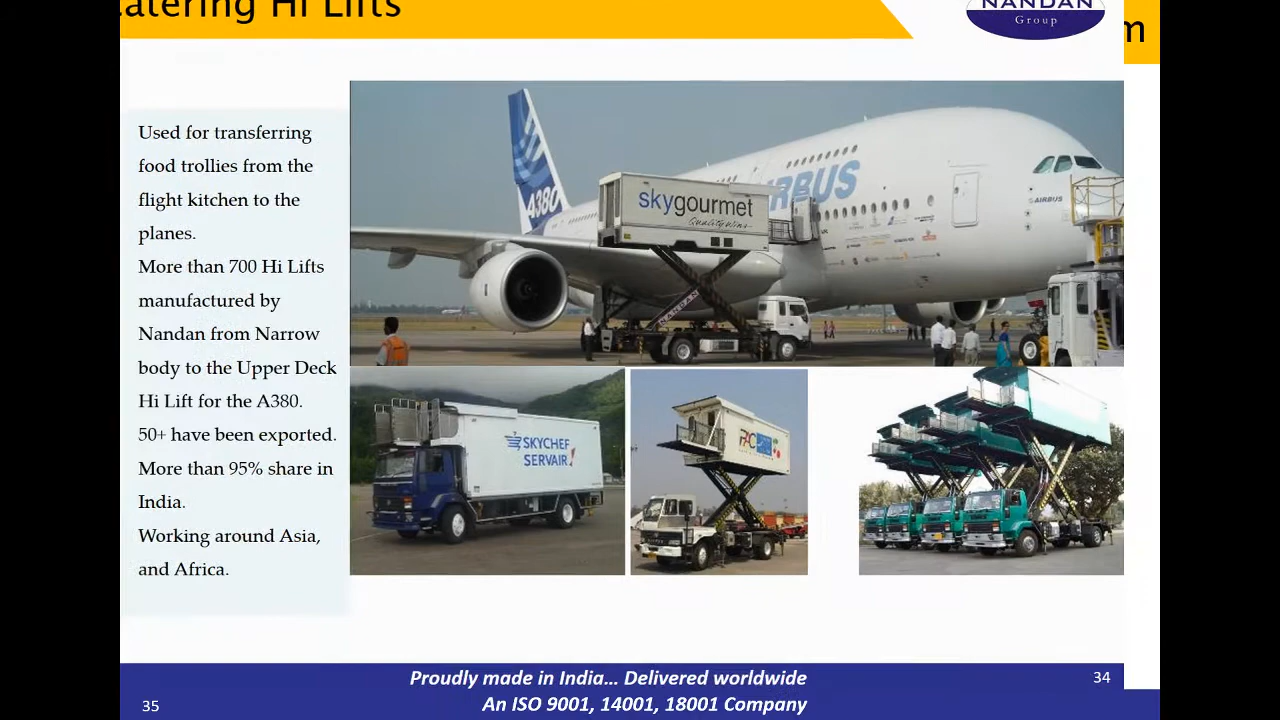 Catering Hi Lifts
NANDAN
Group
m
Used for transferring
food trollies from the
flight kitchen to the
planes.
More than 700 Hi Lifts
manufactured by
Nandan from Narrow
body to the Upper Deck
Hi Lift for the A380.
50+ have been exported.
More than 95% share in
India.
Working around Asia,
and Africa.
A380
AIRBUS
AIRBUS
skygourmet
NANDAN
SKYCHEF
SERVAIR
Proudly made in India... Delivered worldwide
34
An ISO 9001, 14001, 18001 Company
35